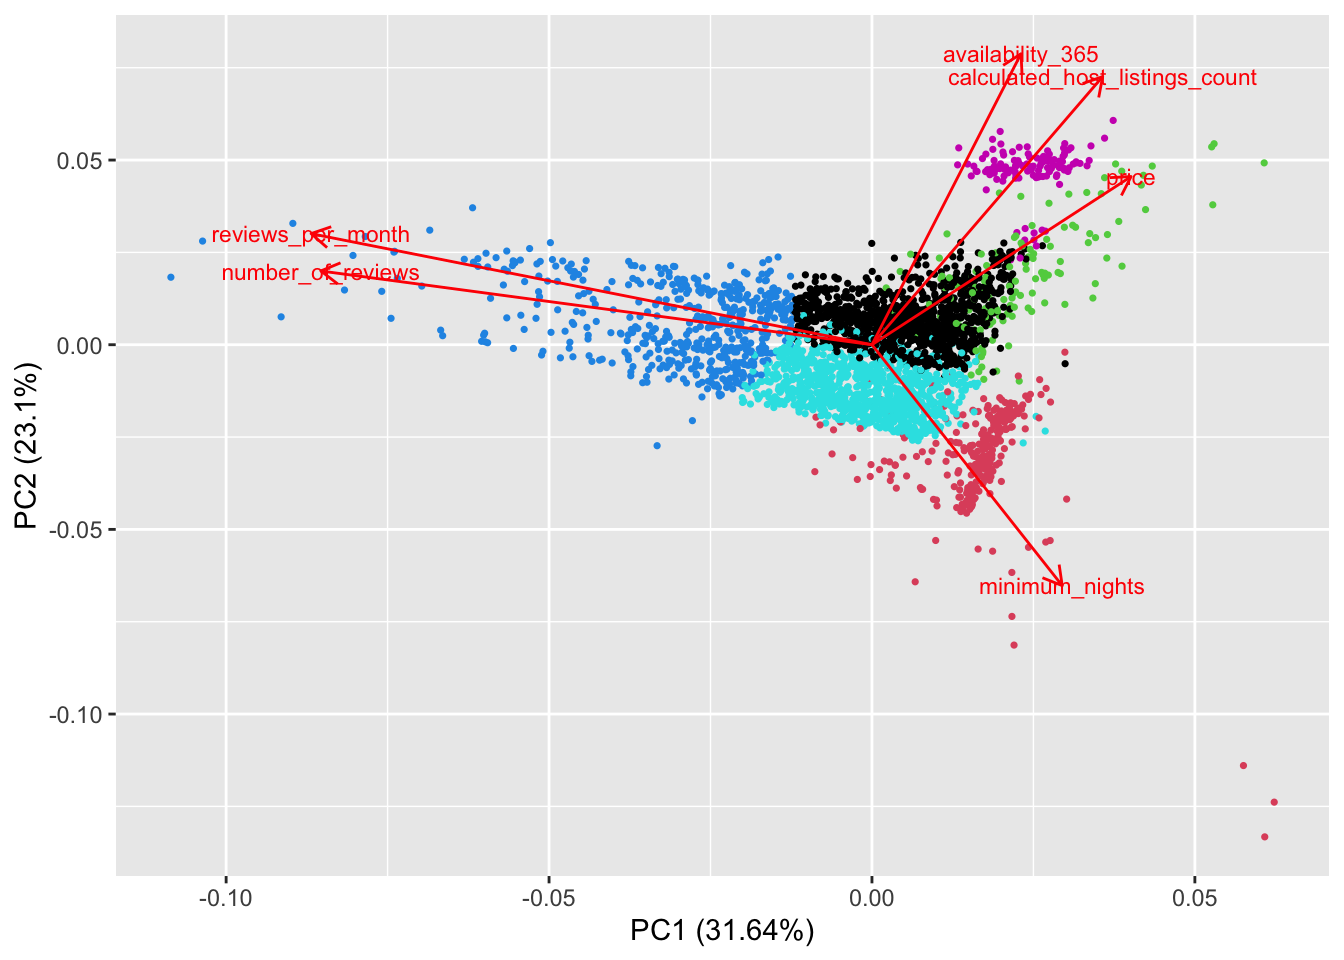 availability_365
calculated_host_listings_count
0.05
price
reviews_per_month
number_of_reviews
0.00
PC2 (23.1%)
-0.05
minimum_nights
-0.10
-0.10 -0.05 0.00 0.05
PC1 (31.64%)